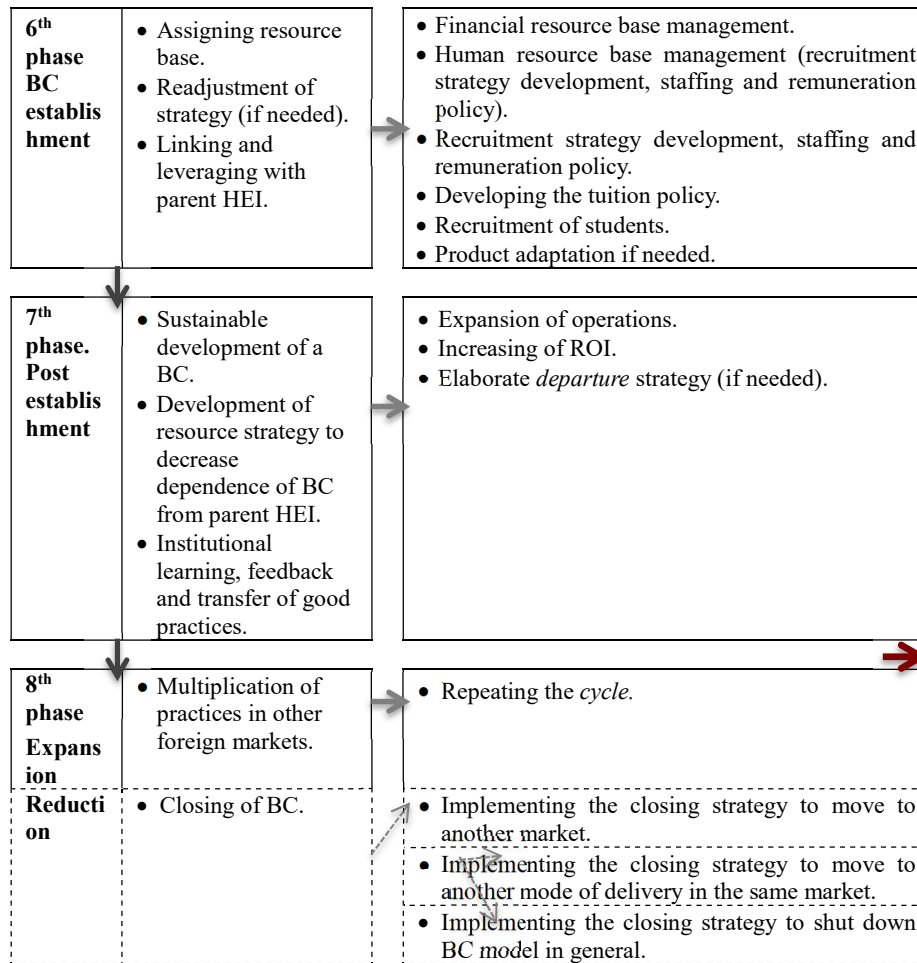 6th
phase
BC
establis
hment
• Assigning resource
base.
• Readjustment of
strategy (if needed).
• Linking and
leveraging with
parent HEI.
• Financial resource base management.
• Human resource base management (recruitment
strategy development, staffing and remuneration
policy).
• Recruitment strategy development, staffing and
remuneration policy.
• Developing the tuition policy.
• Recruitment of students.
• Product adaptation if needed.
7th
phase.
Post
establis
hment
• Sustainable
development of a
BC.
• Development of
resource strategy to
decrease
dependence of BC
from parent HEI.
• Institutional
learning, feedback
and transfer of good
practices.
• Expansion of operations.
• Increasing of ROI.
• Elaborate departure strategy (if needed).
8th
phase
Expans
ion
• Multiplication of
practices in other
foreign markets.
• Repeating the cycle.
Reducti
on
• Closing of BC.
• Implementing the closing strategy to move to
another market.
• Implementing the closing strategy to move to
another mode of delivery in the same market.
• Implementing the closing strategy to shut down
BC model in general.